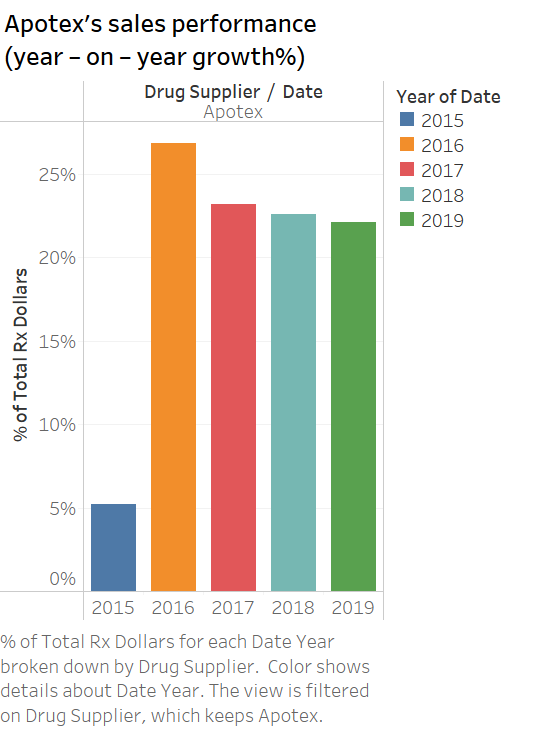 Apotex’s sales performance
(year – on – year growth%)
Drug Supplier / Date
Apotex
Year of Date
2015
2016
2017
2018
2019
% of Total Rx Dollars
25%
20%
15%
10%
5%
0%
2015 2016 2017 2018 2019
% of Total Rx Dollars for each Date Year
broken down by Drug Supplier. Color shows
details about Date Year. The view is filtered
on Drug Supplier, which keeps Apotex.